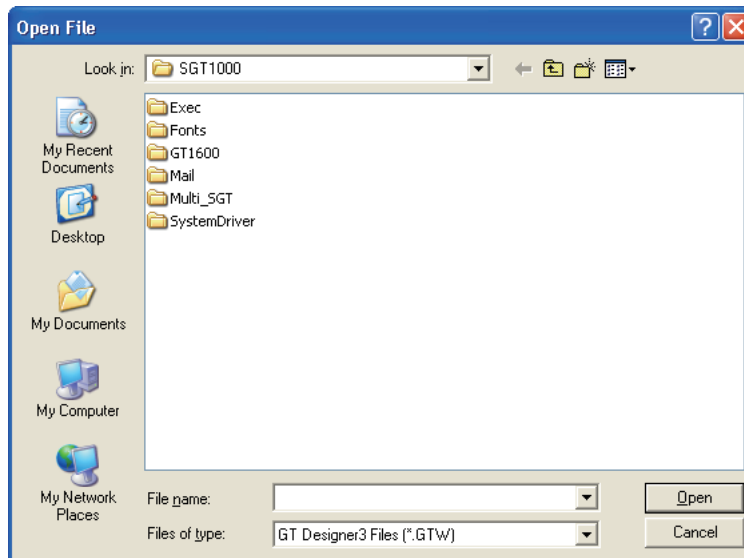 Open File
Look in:
SGT1000
My Recent
Documents
Desktop
My Documents
My Computer
My Network
Places
Exec
Fonts
GT1600
Mail
Multi_SGT
SystemDriver
File name:
Open
Files of type:
GT Designer3 Files (*.GTW)
Cancel